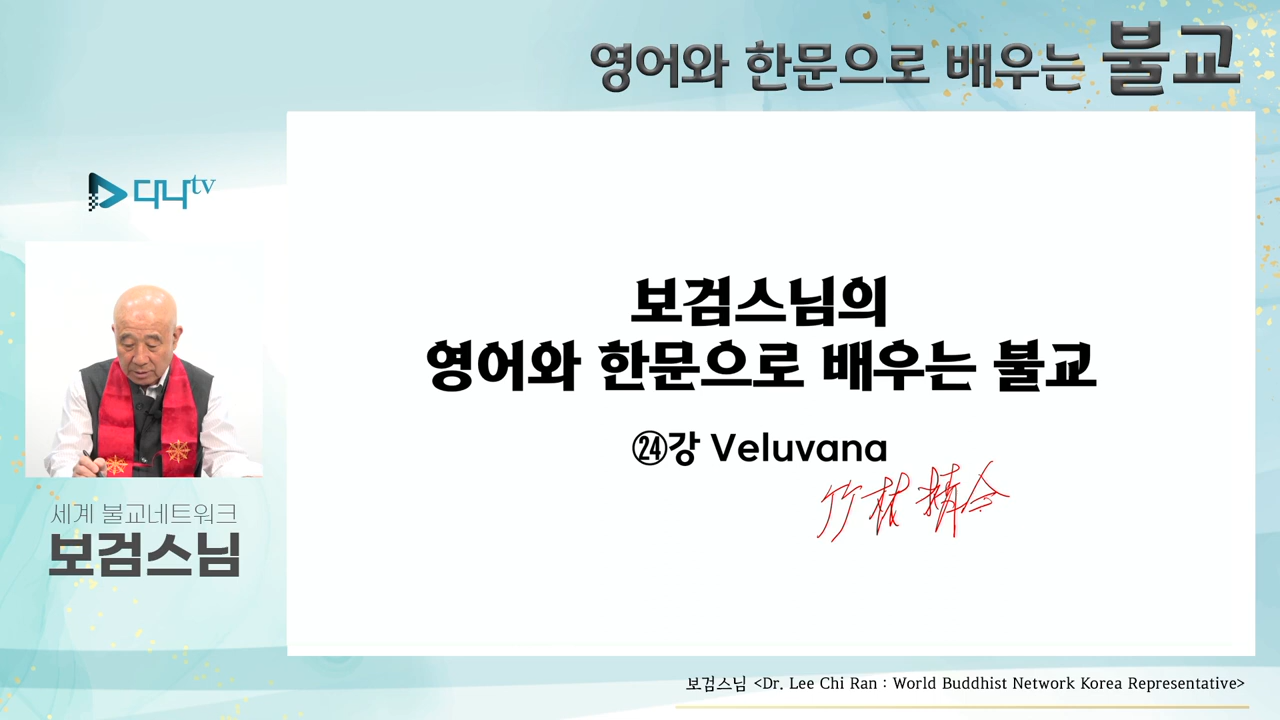 영어와 한문으로 배우는 불교
디나tv
보검스님의
영어와 한문으로 배우는 불교
㉔강 Veluvana
竹林精舍
세계 불교네트워크
보검스님
보검스님 <Dr. Lee Chi Ran : World Buddhist Network Korea Representative>